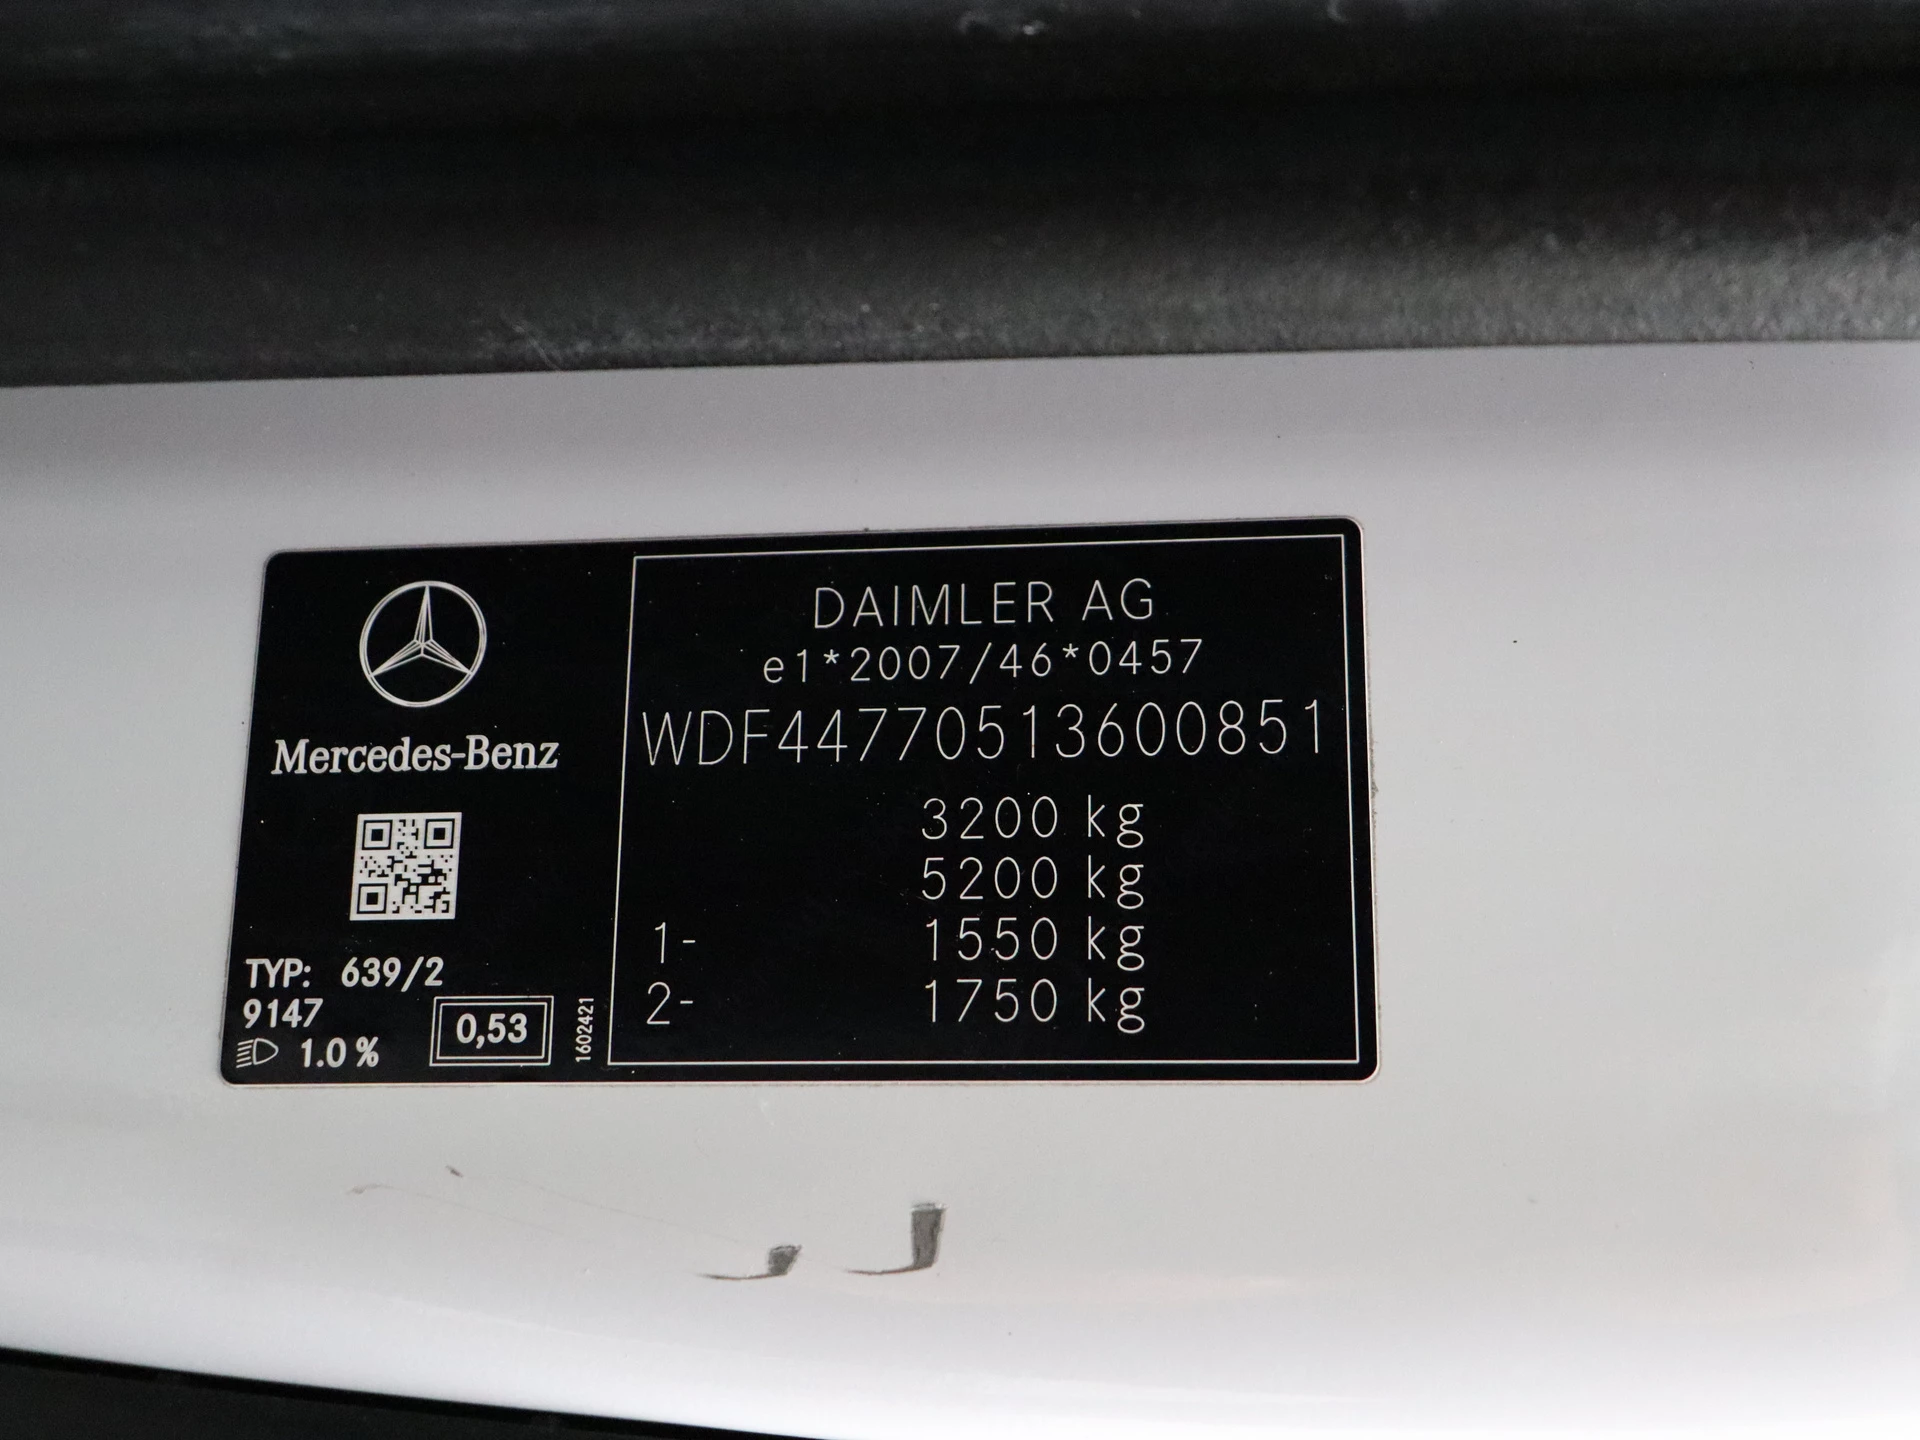 Mercedes-Benz
TYP: 639/2
9147
1.0 %
0,53
1602421
DAIMLER AG
e1*2007/46*0457
WDF44770513600851
3200 kg
5200 kg
1- 1550 kg
2- 1750 kg